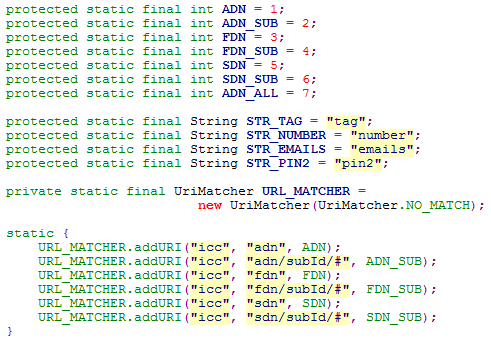 protected static final int ADN = 1;
protected static final int ADN_SUB = 2;
protected static final int FDN = 3;
protected static final int FDN_SUB = 4;
protected static final int SDN = 5;
protected static final int SDN_SUB = 6;
protected static final int ADN_ALL = 7;

protected static final String STR_TAG = "tag";
protected static final String STR_NUMBER = "number";
protected static final String STR_EMAILS = "emails";
protected static final String STR_PIN2 = "pin2";

private static final UriMatcher URL_MATCHER =
                        new UriMatcher(UriMatcher.NO_MATCH);

static {
    URL_MATCHER.addURI("icc", "adn", ADN);
    URL_MATCHER.addURI("icc", "adn/subId/#", ADN_SUB);
    URL_MATCHER.addURI("icc", "fdn", FDN);
    URL_MATCHER.addURI("icc", "fdn/subId/#", FDN_SUB);
    URL_MATCHER.addURI("icc", "sdn", SDN);
    URL_MATCHER.addURI("icc", "sdn/subId/#", SDN_SUB);
}